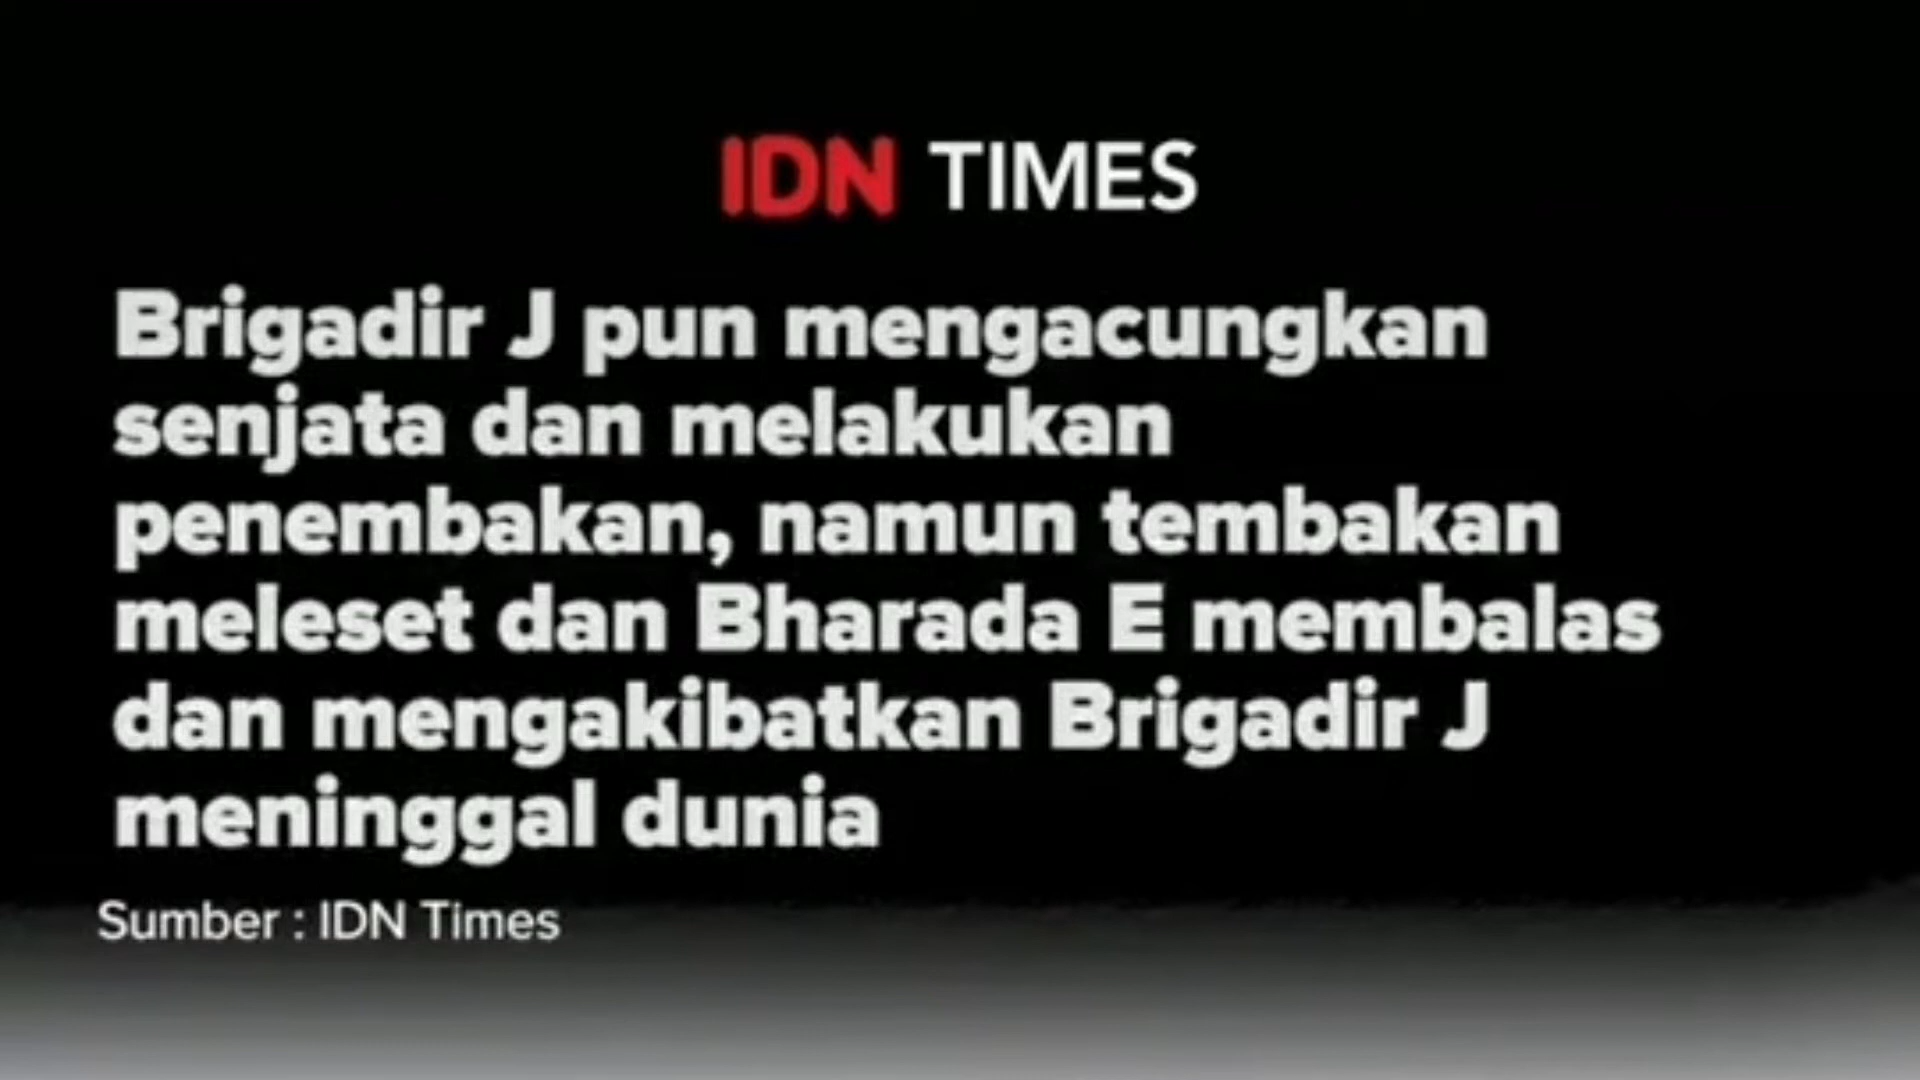 IDN TIMES
Brigadir J pun mengacungkan
senjata dan melakukan
penembakan, namun tembakan
meleset dan Bharada E membalas
dan mengakibatkan Brigadir J
meninggal dunia
Sumber : IDN Times